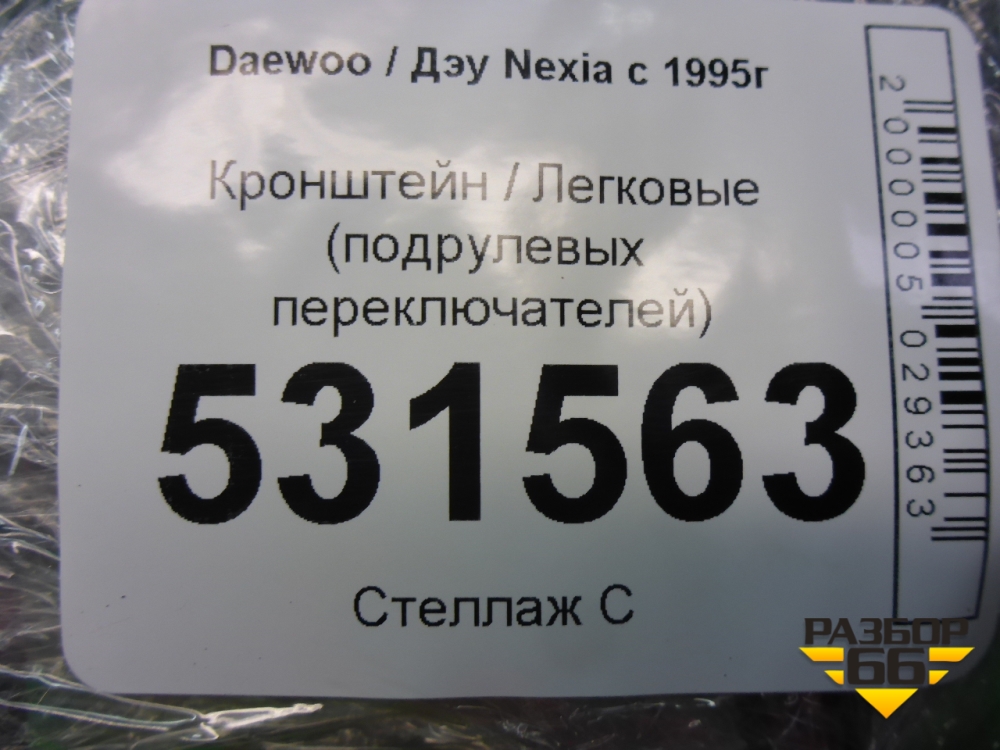 Daewoo / Дэу Nexia с 1995г
Кронштейн / Легковые
(подрулевых
переключателей)
531563
Стеллаж С
2000005029363
РАЗБОР
66